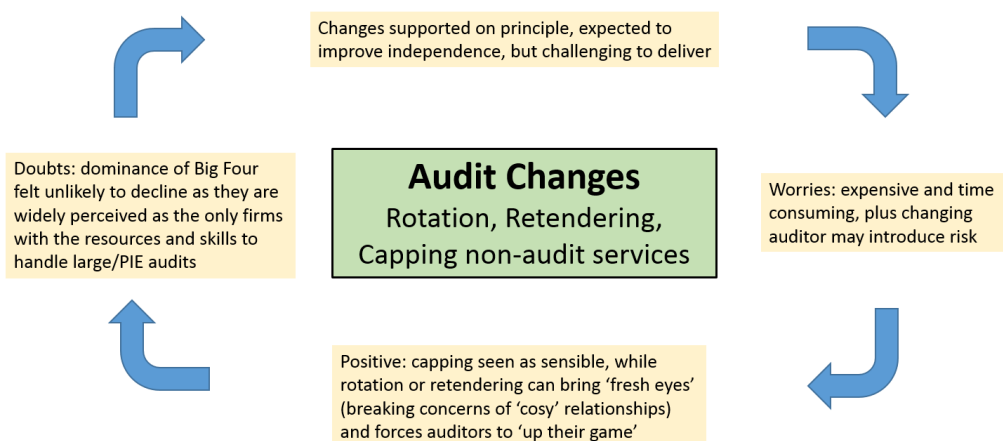 Changes supported on principle, expected to
improve independence, but challenging to deliver
Doubts: dominance of Big Four
felt unlikely to decline as they are
widely perceived as the only firms
with the resources and skills to
handle large/PIE audits
Audit Changes
Rotation, Retendering,
Capping non-audit services
Worries: expensive and time
consuming, plus changing
auditor may introduce risk
Positive: capping seen as sensible, while
rotation or retendering can bring ‘fresh eyes’
(breaking concerns of ‘cosy’ relationships)
and forces auditors to ‘up their game’